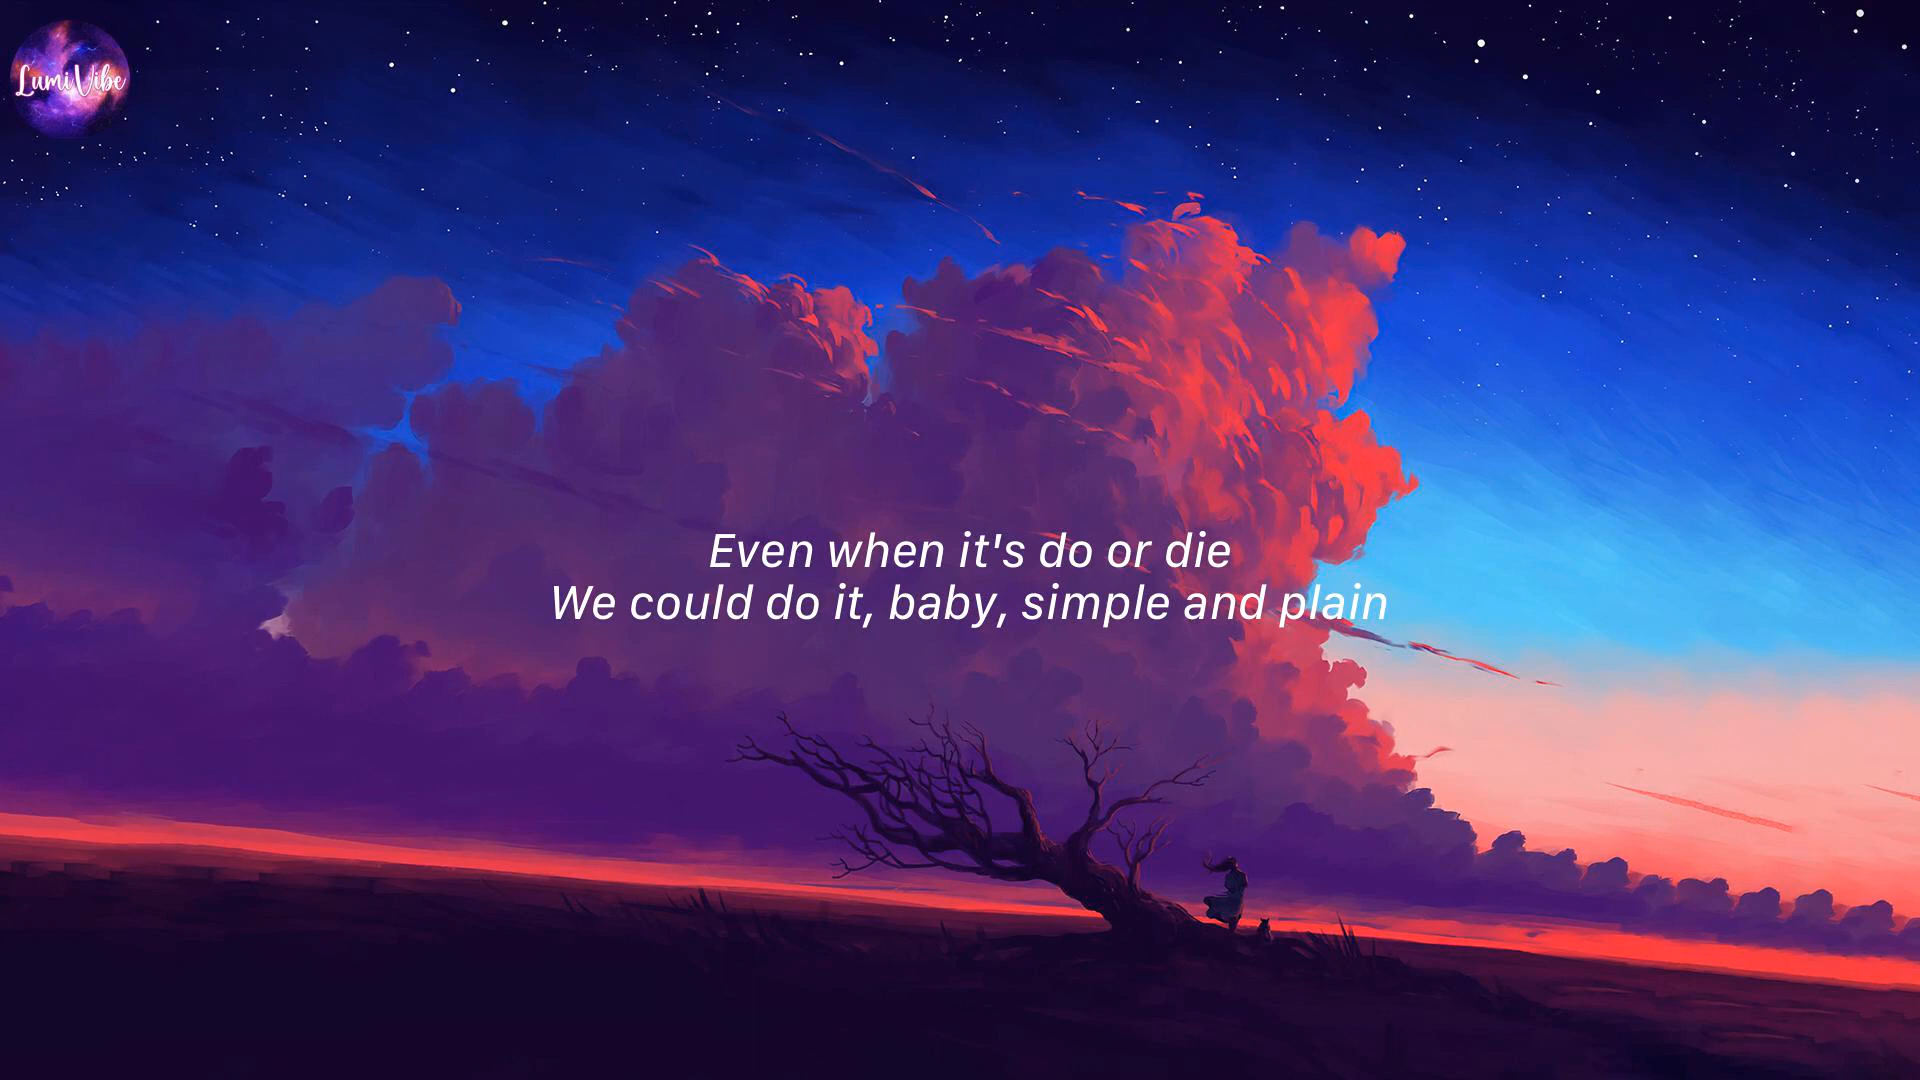 LumiVibe
Even when it's do or die
We could do it, baby, simple and plain